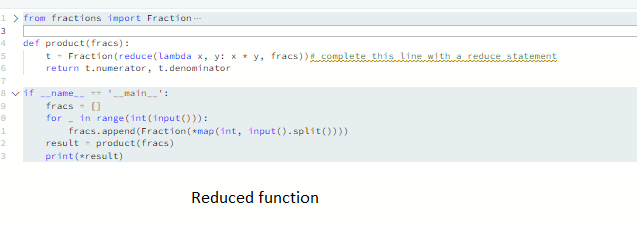 1 > from fractions import Fraction ⋯
3
4 def product(fracs):
5 t = Fraction(reduce(lambda x, y: x * y, fracs))# complete this line with a reduce statement
6 return t.numerator, t.denominator
7
8 if __name__ == '__main__':
9 fracs = []
0 for _ in range(int(input())):
1 fracs.append(Fraction(*map(int, input().split())))
2 result = product(fracs)
3 print(*result)
Reduced function